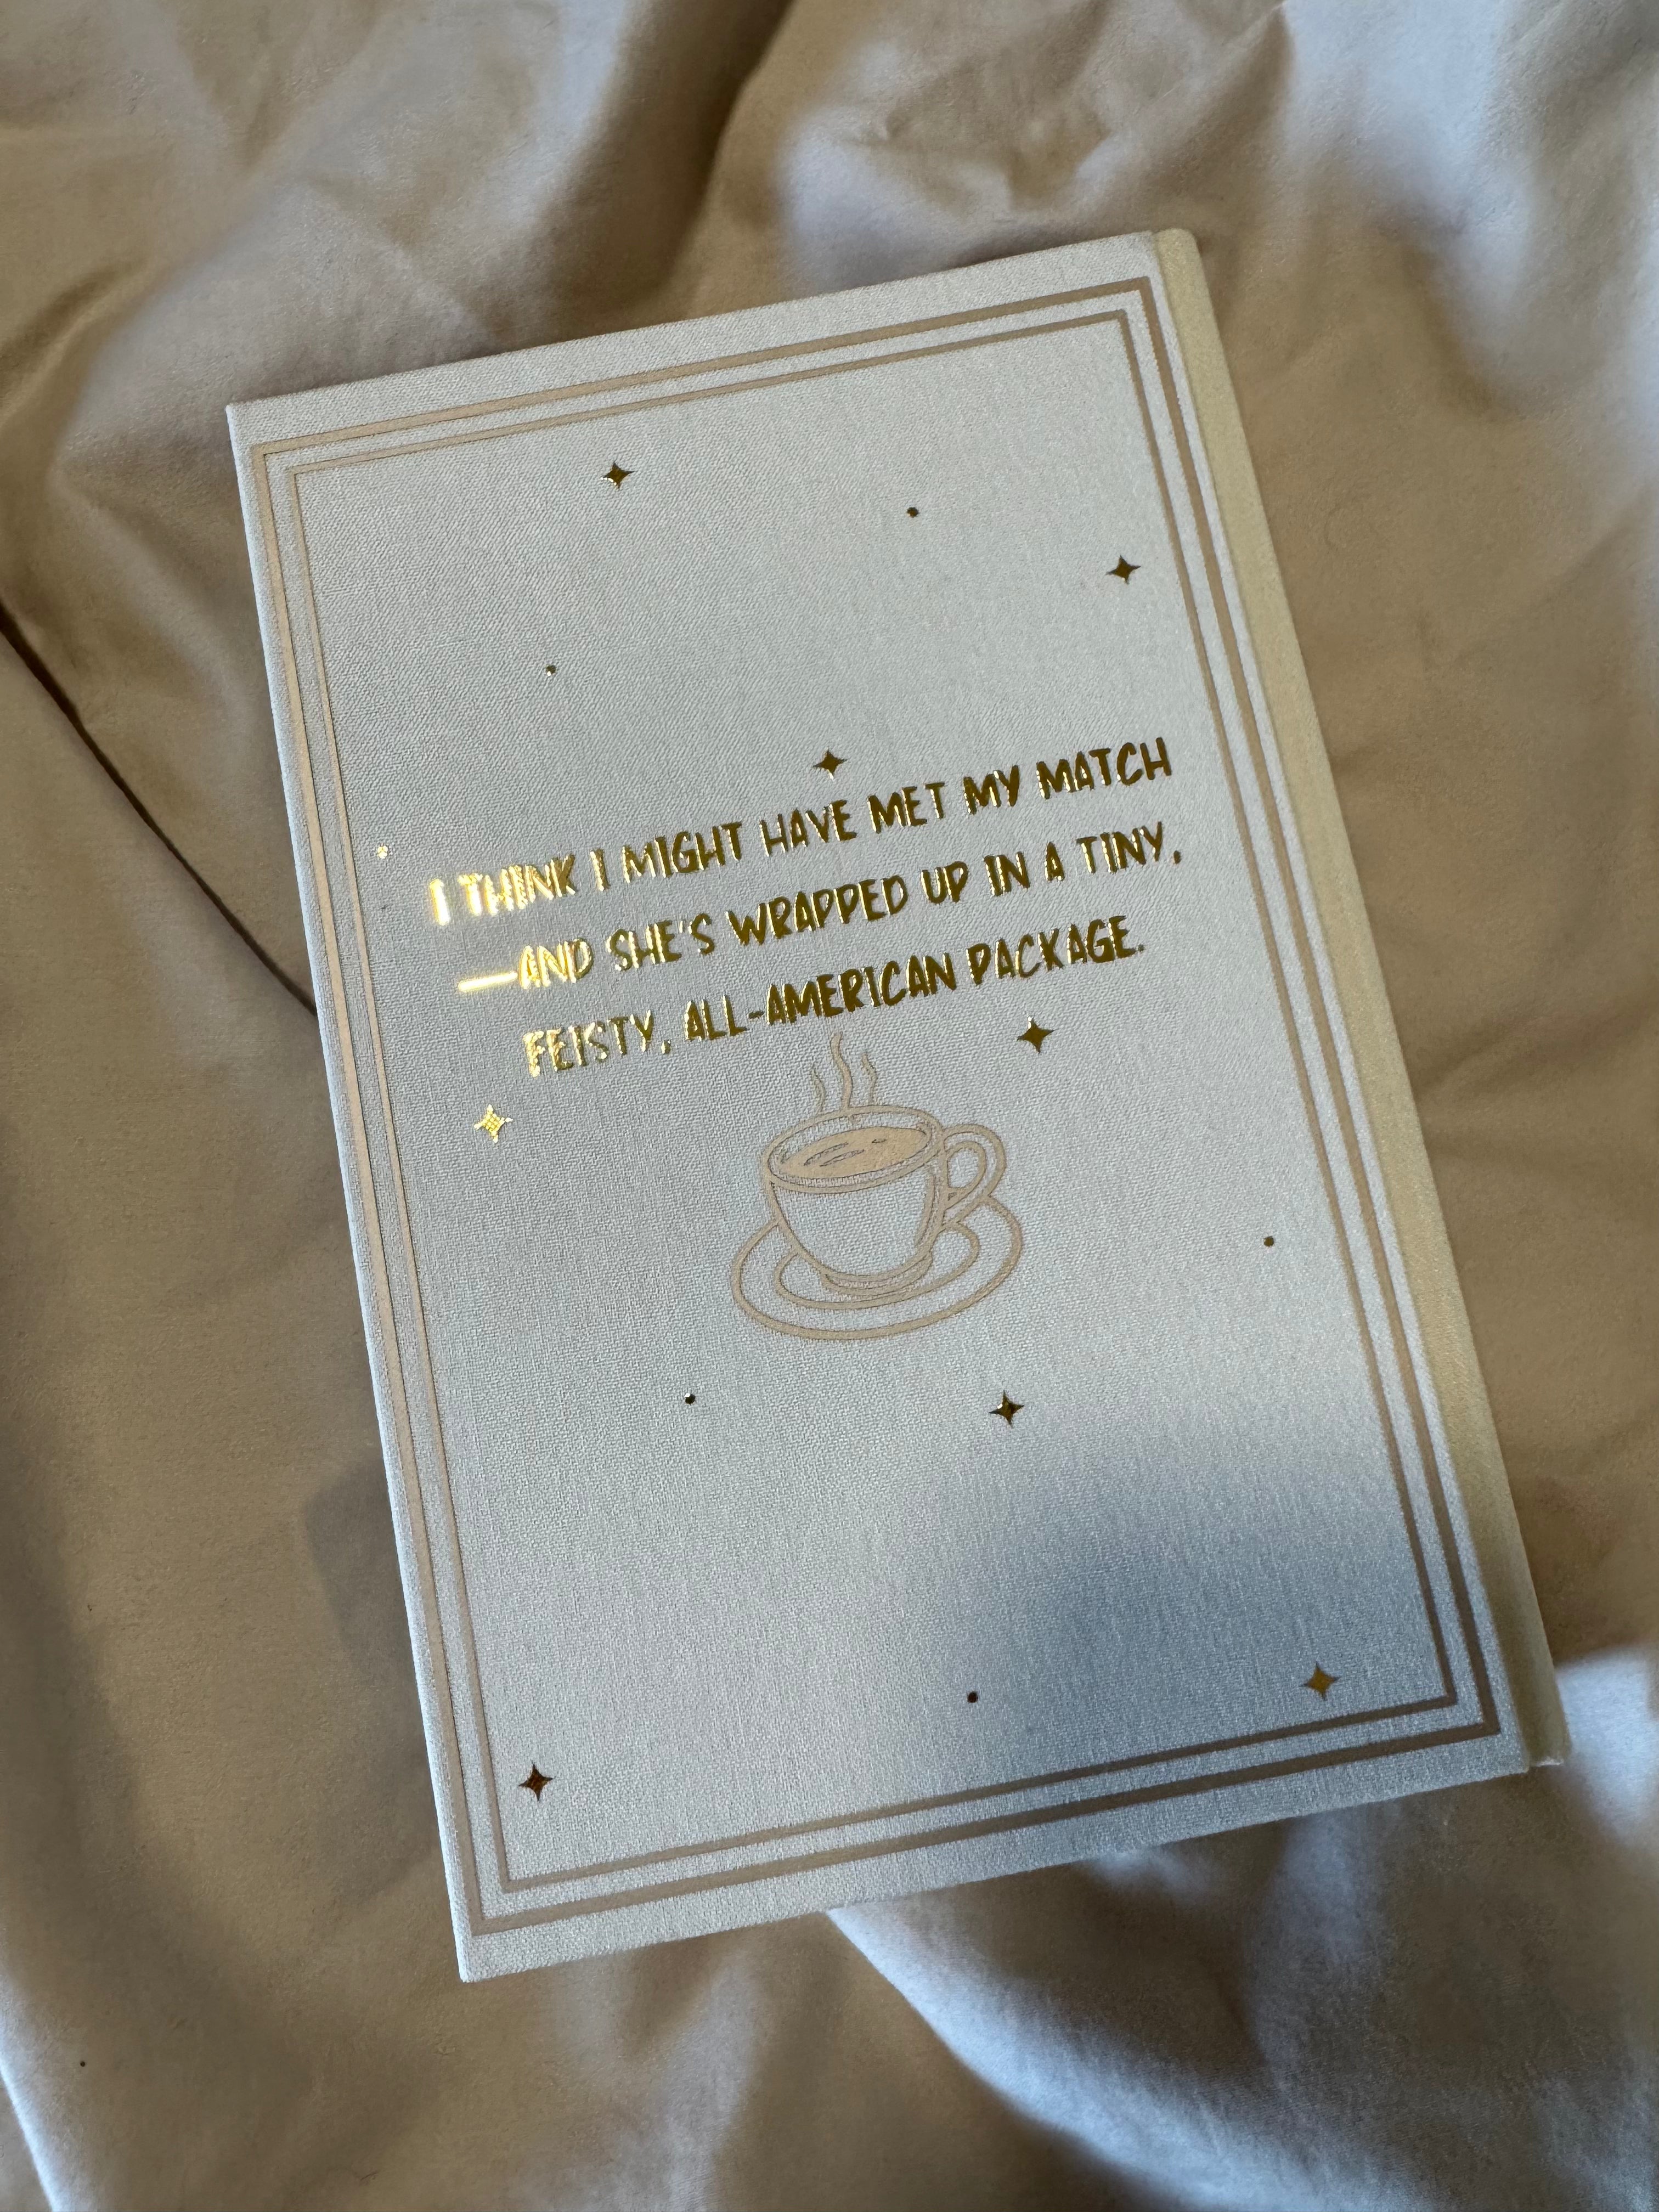 I THINK I MIGHT HAVE MET MY MATCH
—AND SHE'S WRAPPED UP IN A TINY,
FEISTY, ALL-AMERICAN PACKAGE.